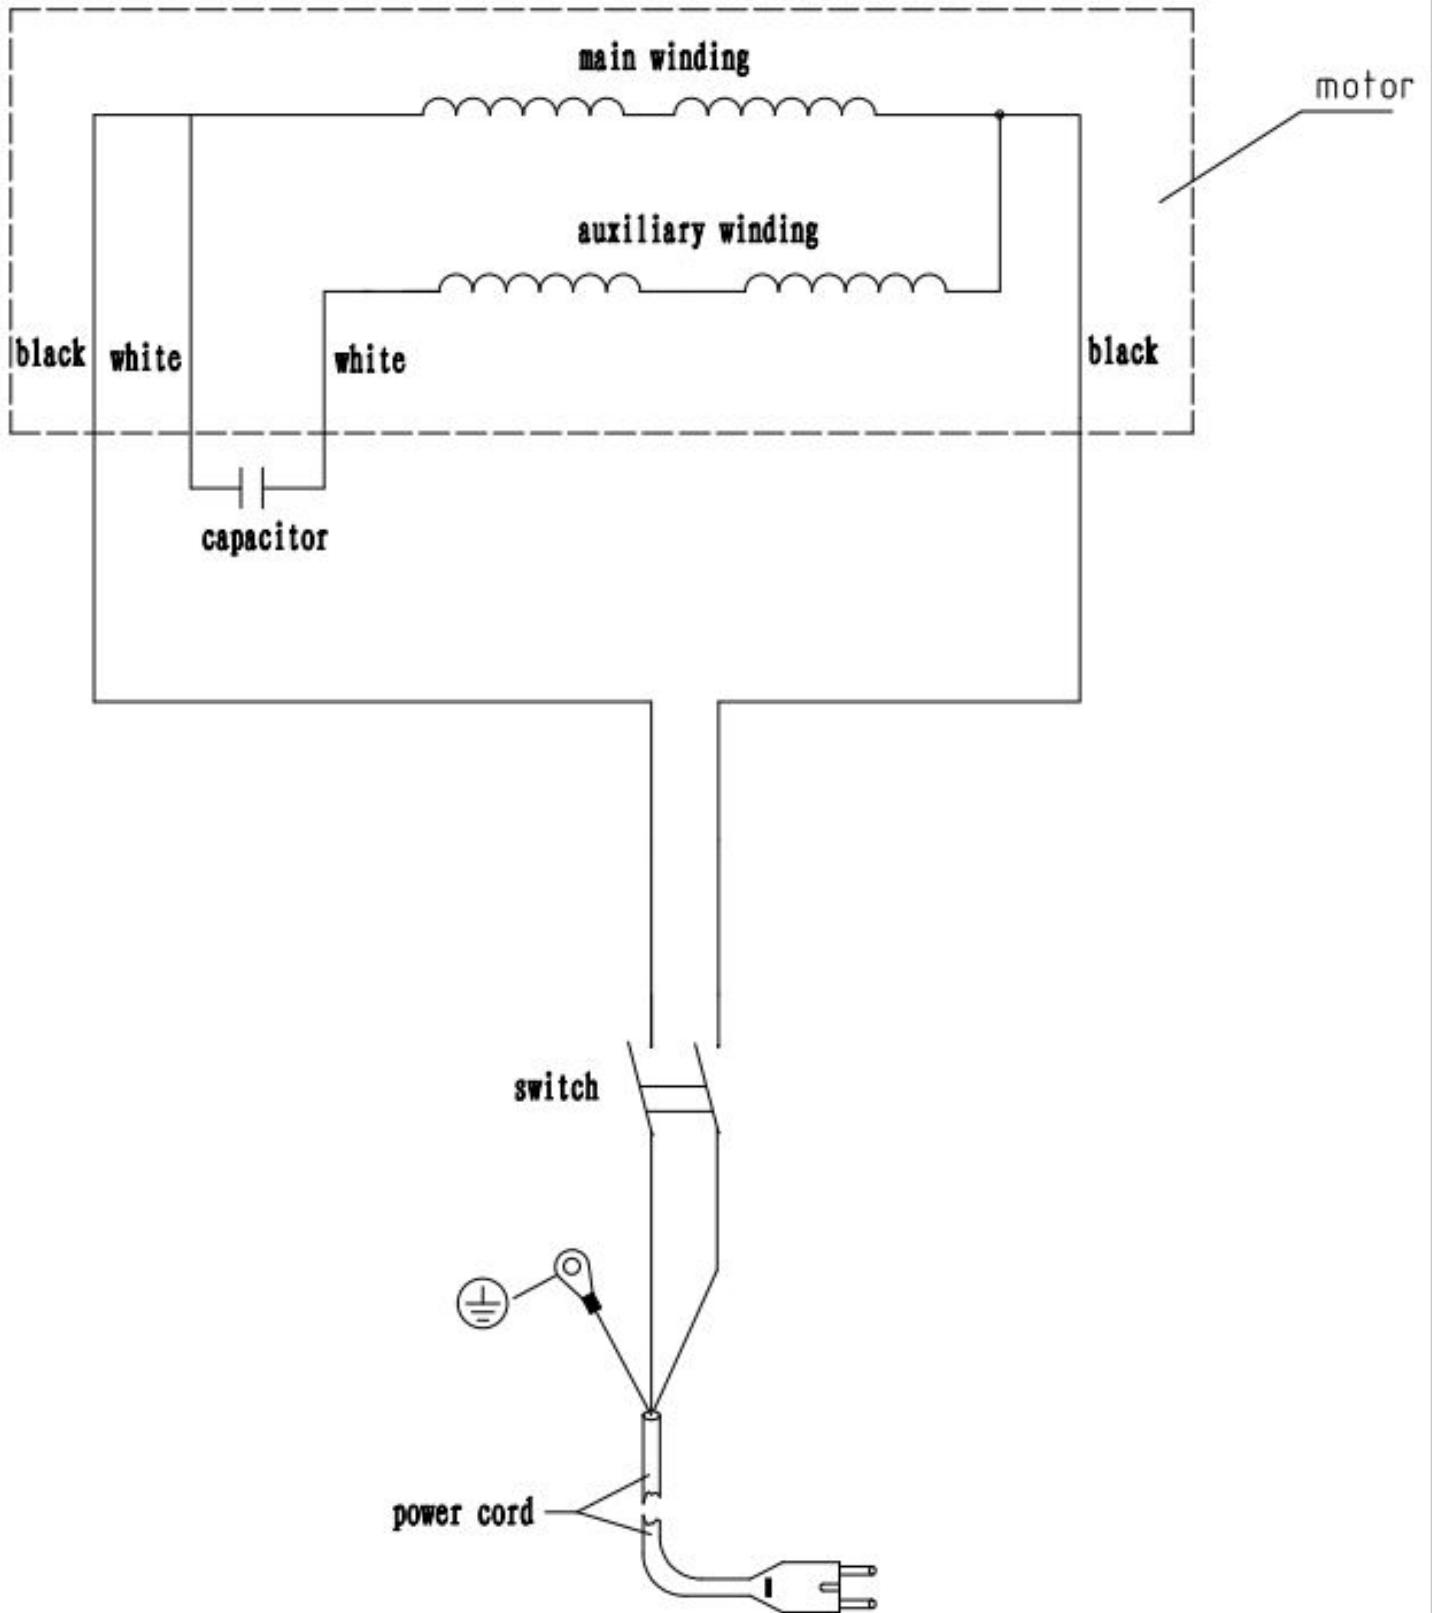 main winding
motor
auxiliary winding
black
white
white
black
capacitor
switch
power cord